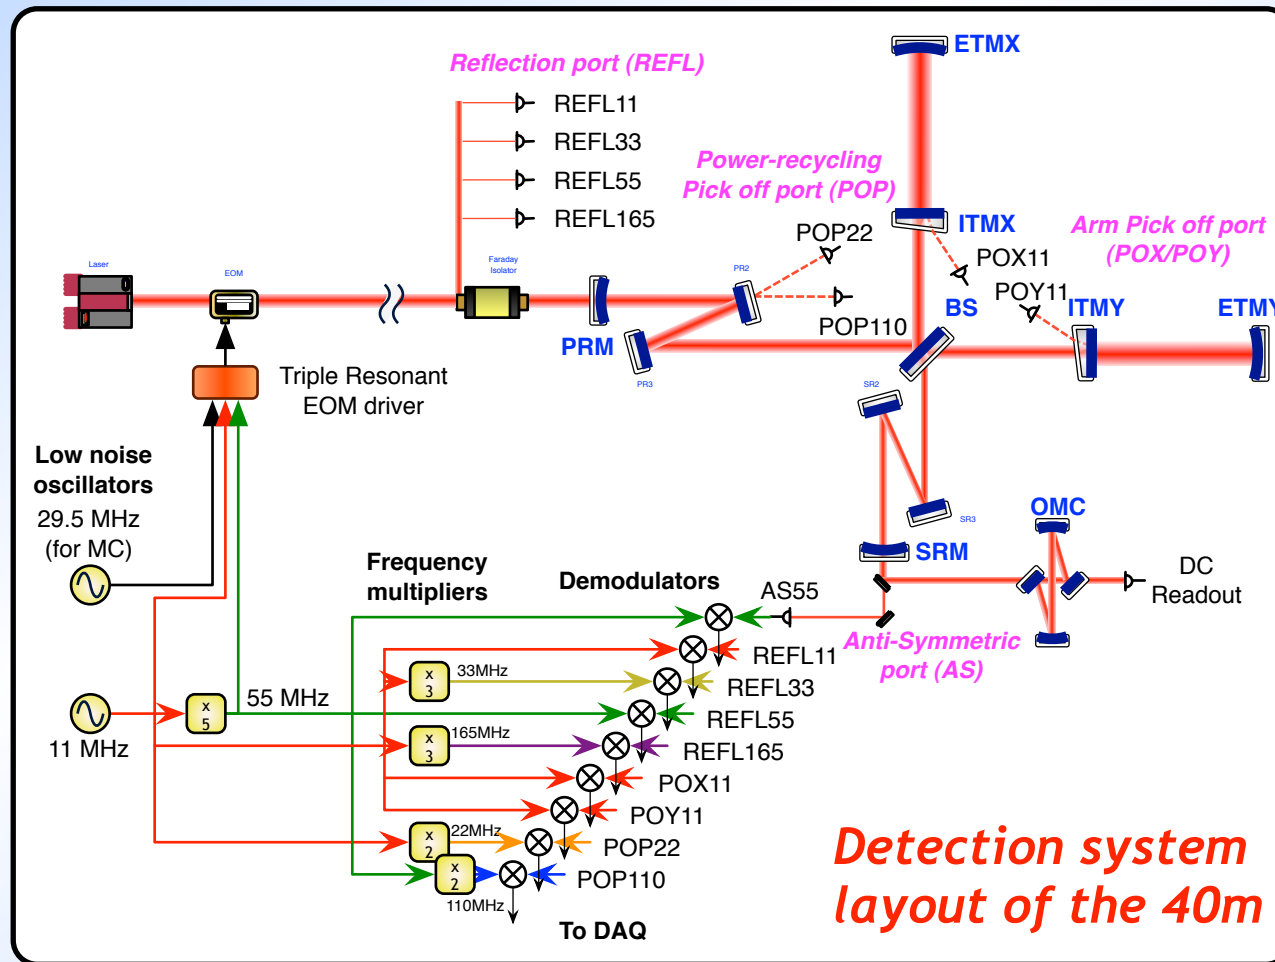 ETMX
Reflection port (REFL)
REFL11
REFL33
REFL55
REFL165
Power-recycling
Pick off port (POP)
ITMX
Arm Pick off port
(POX/POY)
POP22
POX11
POY11
Laser
EOM
Faraday
Isolator
PR2
BS
ITMY
ETMY
POP110
PRM
PR3
Triple Resonant
EOM driver
SR2
Low noise
oscillators
29.5 MHz
(for MC)
OMC
SR3
SRM
Frequency
multipliers
Demodulators
AS55
DC
Readout
Anti-Symmetric
port (AS)
REFL11
x
3
33MHz
REFL33
x
5
55 MHz
REFL55
11 MHz
x
3
165MHz
REFL165
POX11
POY11
x
2
22MHz
POP22
x
2
110MHz
POP110
To DAQ
Detection system
layout of the 40m